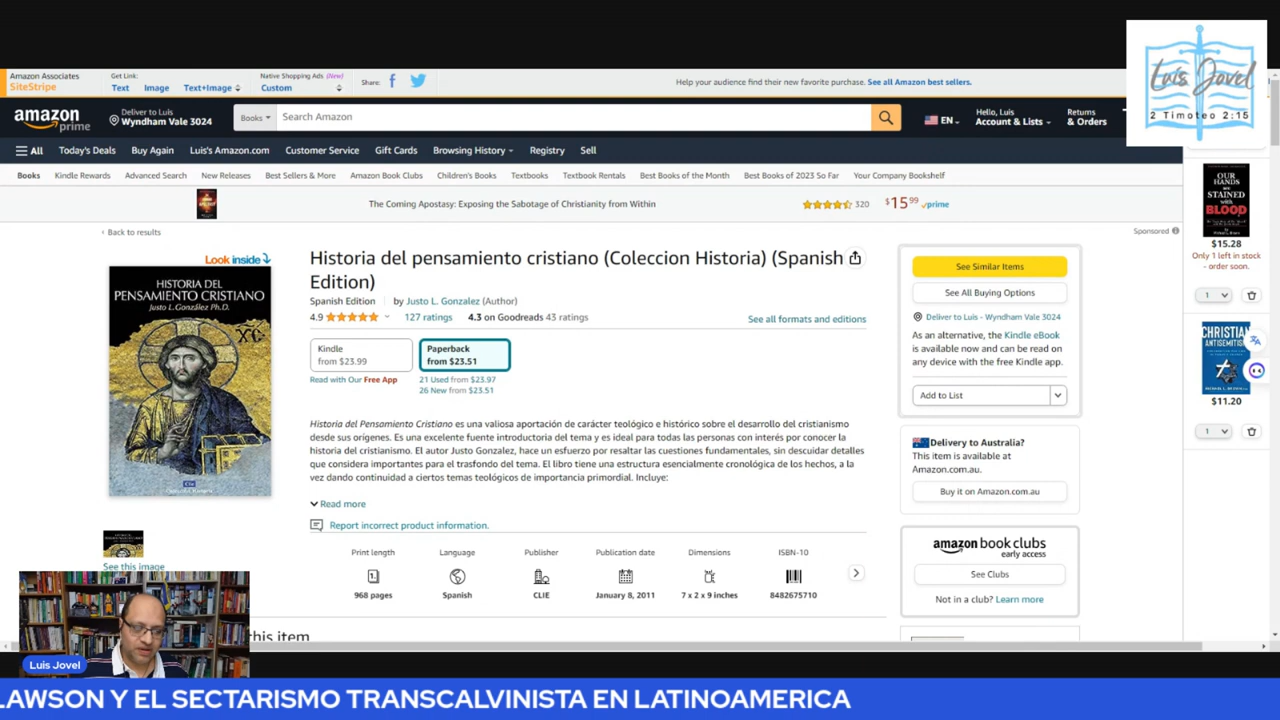 Amazon Associates
SiteStripe
Get Link:
Text Image Text+Image
Native Shopping Ads (New)
Custom
Share:
Help your audience find their new favorite purchase. See all Amazon best sellers.
Luis Jovel
2 Timoteo 2:15
amazon
prime
Deliver to Luis
Wyndham Vale 3024
Books
Search Amazon
EN
Hello, Luis
Account & Lists
Returns
& Orders
All Today's Deals Buy Again Luis's Amazon.com Customer Service Gift Cards Browsing History Registry Sell
Books Kindle Rewards Advanced Search New Releases Best Sellers & More Amazon Book Clubs Children's Books Textbooks Textbook Rentals Best Books of the Month Best Books of 2023 So Far Your Company Bookshelf
The Coming Apostasy: Exposing the Sabotage of Christianity from Within
320
$15 99 prime
‹ Back to results
Sponsored
Look inside
HISTORIA DEL
PENSAMIENTO CRISTIANO
Justo L. González Ph.D.
Clie
See this image
Historia del pensamiento cristiano (Coleccion Historia) (Spanish
Edition)
Spanish Edition
by Justo L. Gonzalez (Author)
4.9
127 ratings
4.3 on Goodreads 43 ratings
See all formats and editions
Kindle
from $23.99
Paperback
from $23.51
Read with Our Free App
21 Used from $23.97
26 New from $23.51
Historia del Pensamiento Cristiano es una valiosa aportación de carácter teológico e histórico sobre el desarrollo del cristianismo
desde sus orígenes. Es una excelente fuente introductoria del tema y es ideal para todas las personas con interés por conocer la
historia del cristianismo. El autor Justo Gonzalez, hace un esfuerzo por resaltar las cuestiones fundamentales, sin descuidar detalles
que considera importantes para el trasfondo del tema. El libro tiene una estructura esencialmente cronológica de los hechos, a la
vez dando continuidad a ciertos temas teológicos de importancia primordial. Incluye:
Read more
Report incorrect product information.
Print length
968 pages
Language
Spanish
Publisher
CLIE
Publication date
January 8, 2011
Dimensions
7 x 2 x 9 inches
ISBN-10
8482675710
this item
See Similar Items
See All Buying Options
Deliver to Luis - Wyndham Vale 3024
As an alternative, the Kindle eBook
is available now and can be read on
any device with the free Kindle app.
Add to List
Delivery to Australia?
This item is available at
Amazon.com.au.
Buy it on Amazon.com.au
amazon book clubs
early access
See Clubs
Not in a club? Learn more
OUR
HANDS
ARE
STAINED
with
BLOOD
$15.28
Only 1 left in stock
- order soon.
1
CHRISTIAN
ANTISEMITISM
$11.20
1
Luis Jovel
LAWSON Y EL SECTARISMO TRANSCALVINISTA EN LATINOAMERICA